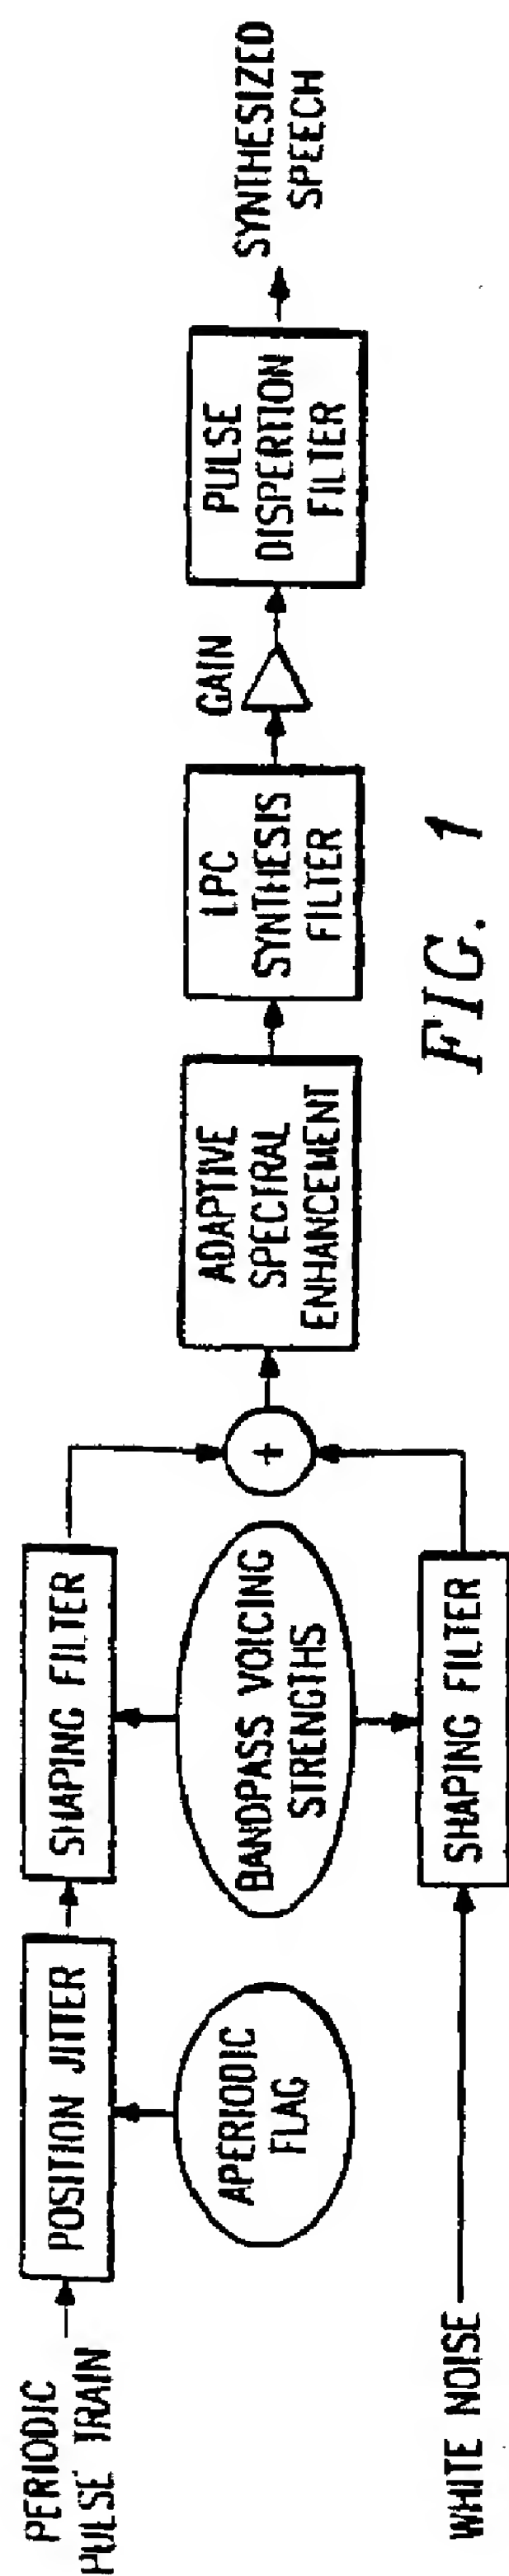 PERIODIC
PULSE TRAIN
POSITION JITTER
SHAPING FILTER
APERIODIC
FLAG
BANDPASS VOICING
STRENGTHS
WHITE NOISE
SHAPING FILTER
+
ADAPTIVE
SPECTRAL
ENHANCEMENT
LPC
SYNTHESIS
FILTER
GAIN
PULSE
DISPERTION
FILTER
SYNTHESIZED
SPEECH
FIG. 1